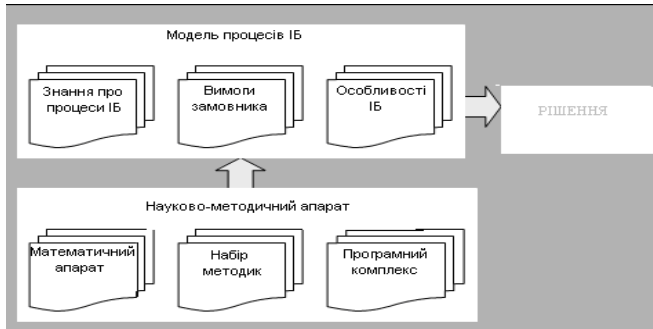 Модель процесів ІБ
Знання про
процеси ІБ
Вимоги
замовника
Особливості
ІБ
РІШЕННЯ
Науково-методичний апарат
Математичний
апарат
Набір
методик
Програмний
комплекс